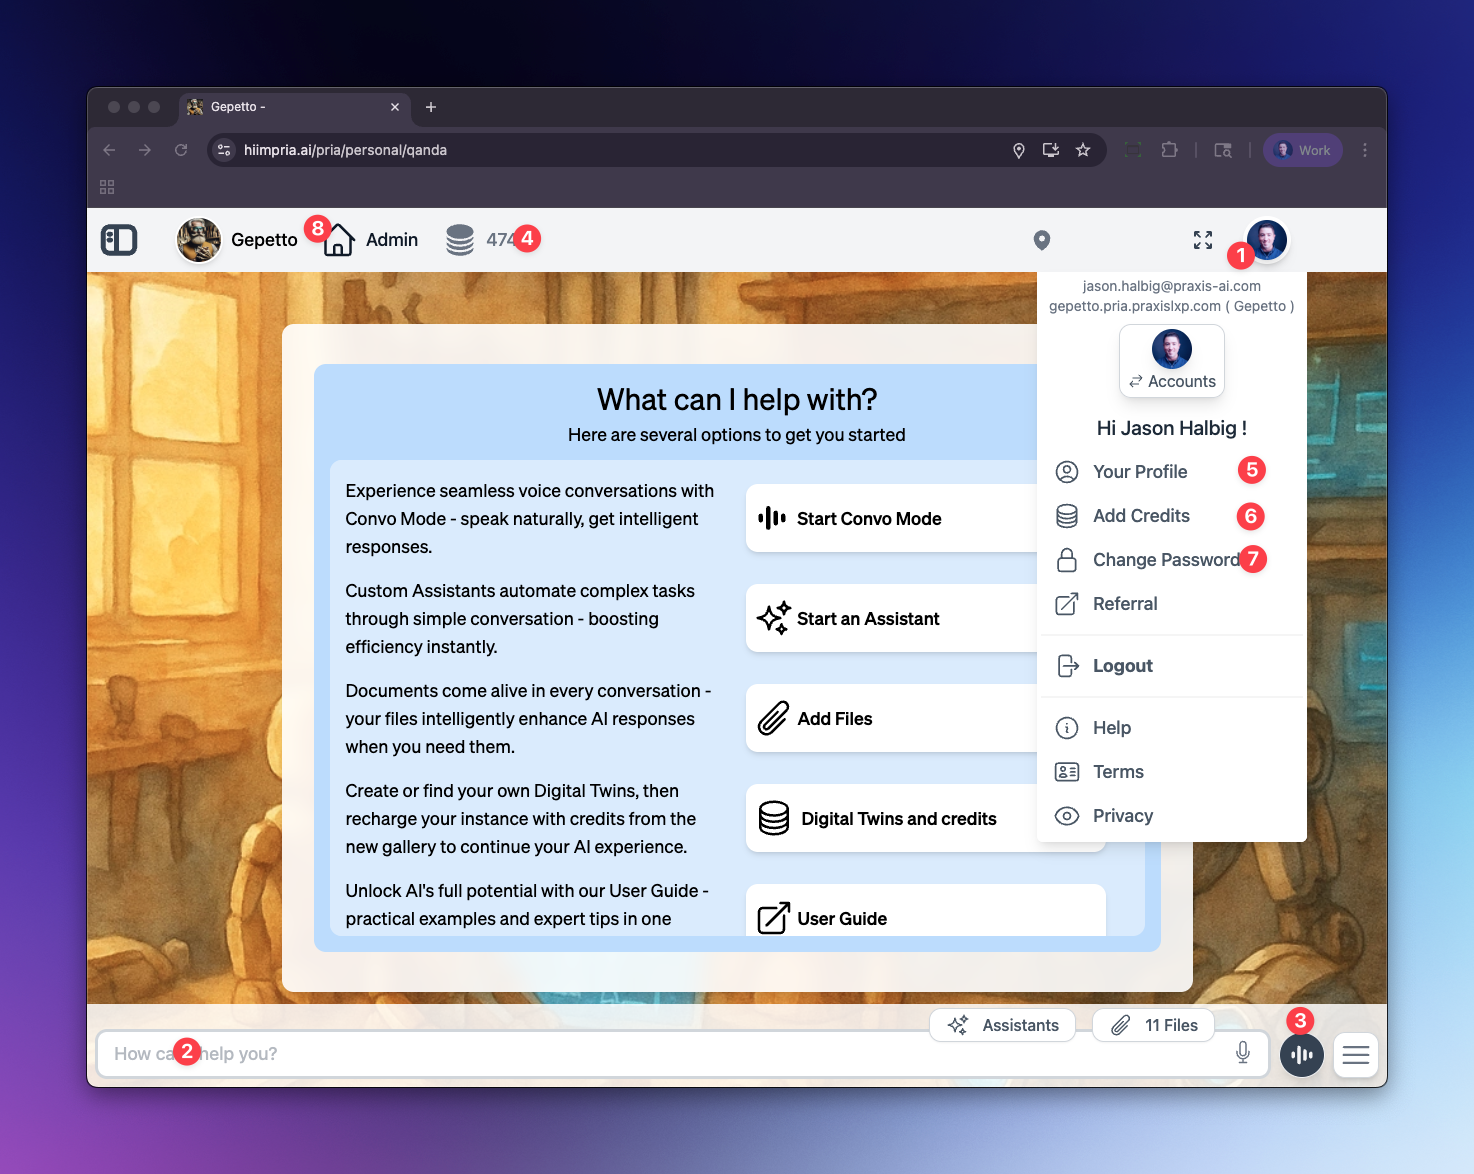 Gepetto -
hiimpria.ai/pria/personal/qanda
Work
Gepetto
8
Admin
474
4
1
jason.halbig@praxis-ai.com
gepetto.pria.praxislxp.com ( Gepetto )
Accounts
Hi Jason Halbig !
Your Profile
5
Add Credits
6
Change Password
7
Referral
Logout
Help
Terms
Privacy
What can I help with?
Here are several options to get you started
Experience seamless voice conversations with
Convo Mode - speak naturally, get intelligent
responses.
Start Convo Mode
Custom Assistants automate complex tasks
through simple conversation - boosting
efficiency instantly.
Start an Assistant
Documents come alive in every conversation -
your files intelligently enhance AI responses
when you need them.
Add Files
Create or find your own Digital Twins, then
recharge your instance with credits from the
new gallery to continue your AI experience.
Digital Twins and credits
Unlock AI's full potential with our User Guide -
practical examples and expert tips in one
User Guide
Assistants
11 Files
3
How ca
2
help you?